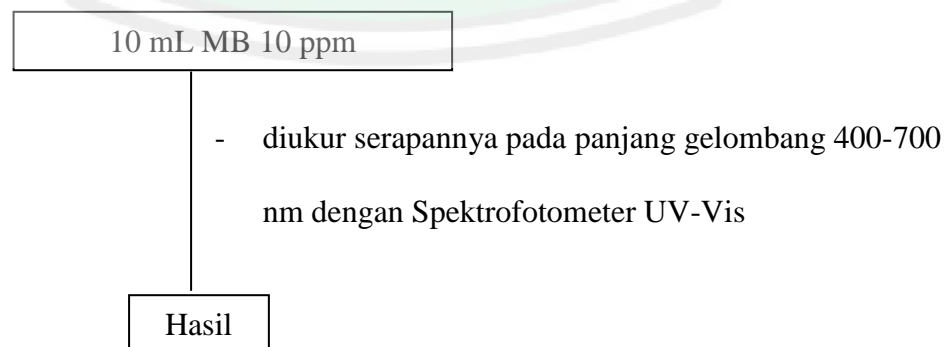 10 mL MB 10 ppm
- diukur serapannya pada panjang gelombang 400-700
nm dengan Spektrofotometer UV-Vis
Hasil